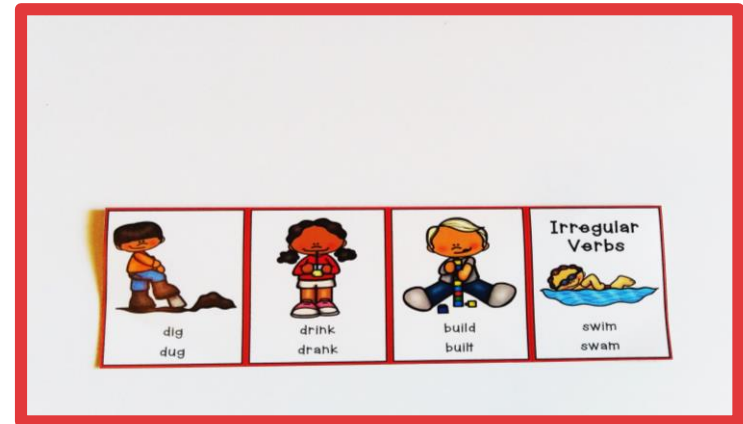 dig
dug
drink
drank
build
built
Irregular
Verbs
swim
swam